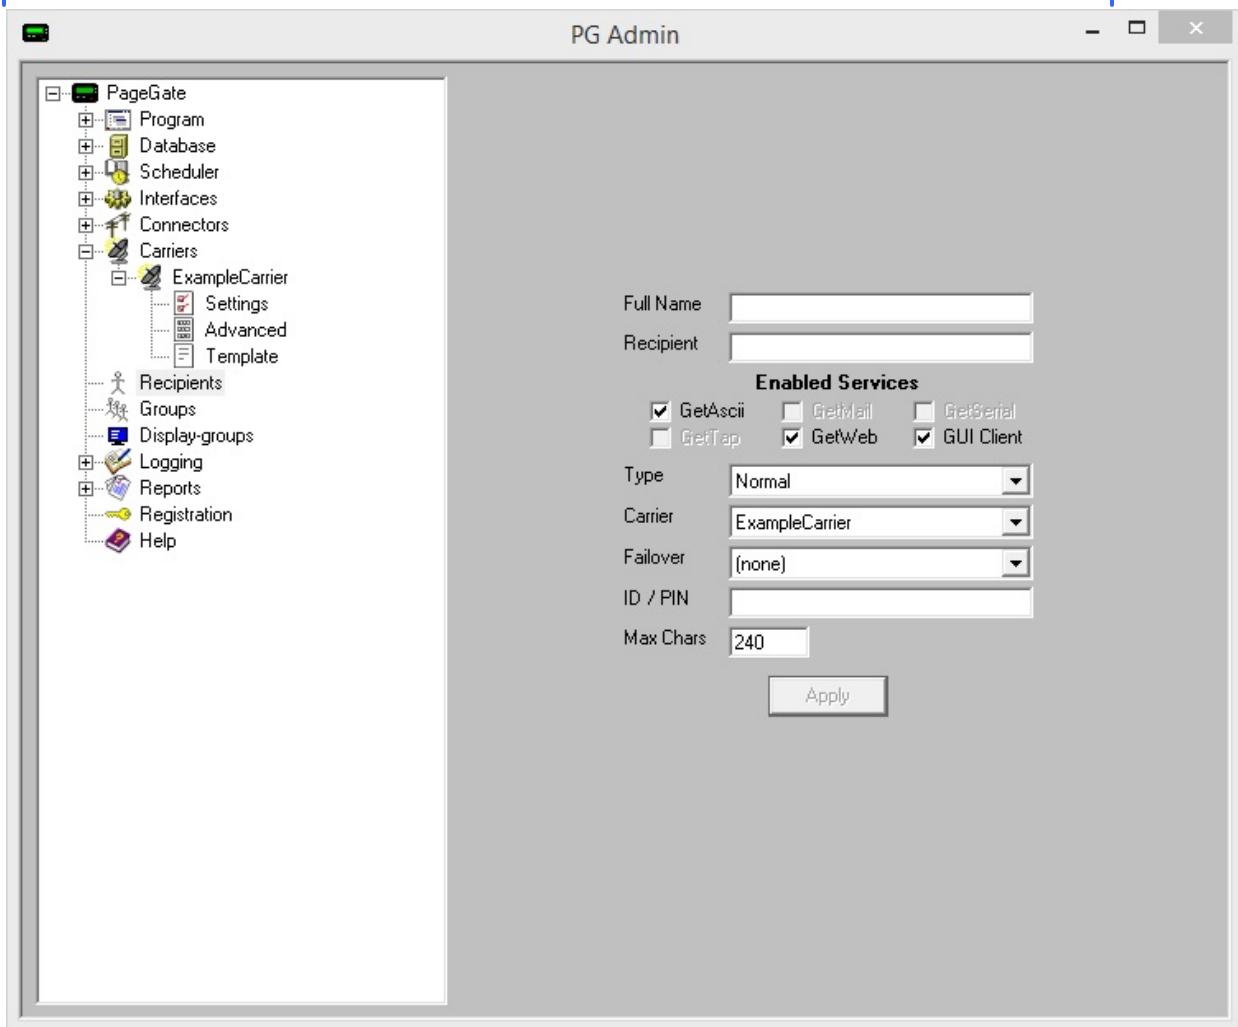 PG Admin
PageGate
Program
Database
Scheduler
Interfaces
Connectors
Carriers
ExampleCarrier
Settings
Advanced
Template
Recipients
Groups
Display-groups
Logging
Reports
Registration
Help
Full Name
Recipient
Enabled Services
GetAscii GetMail GetSerial
GetTap GetWeb GUI Client
Type Normal
Carrier ExampleCarrier
Failover (none)
ID / PIN
Max Chars 240
Apply